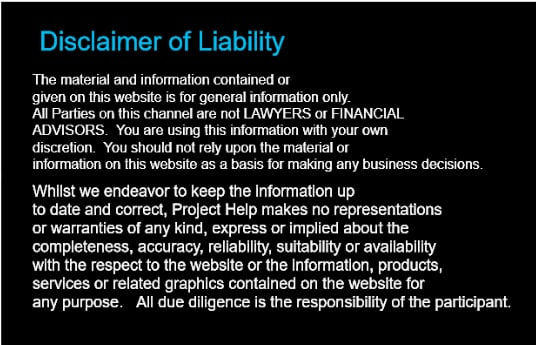 Disclaimer of Liability
The material and information contained or
given on this website is for general information only.
All Parties on this channel are not LAWYERS or FINANCIAL
ADVISORS.  You are using this information with your own
discretion.  You should not rely upon the material or
information on this website as a basis for making any business decisions.
Whilst we endeavor to keep the information up
to date and correct, Project Help makes no representations
or warranties of any kind, express or implied about the
completeness, accuracy, reliability, suitability or availability
with the respect to the website or the information, products,
services or related graphics contained on the website for
any purpose.   All due diligence is the responsibility of the participant.